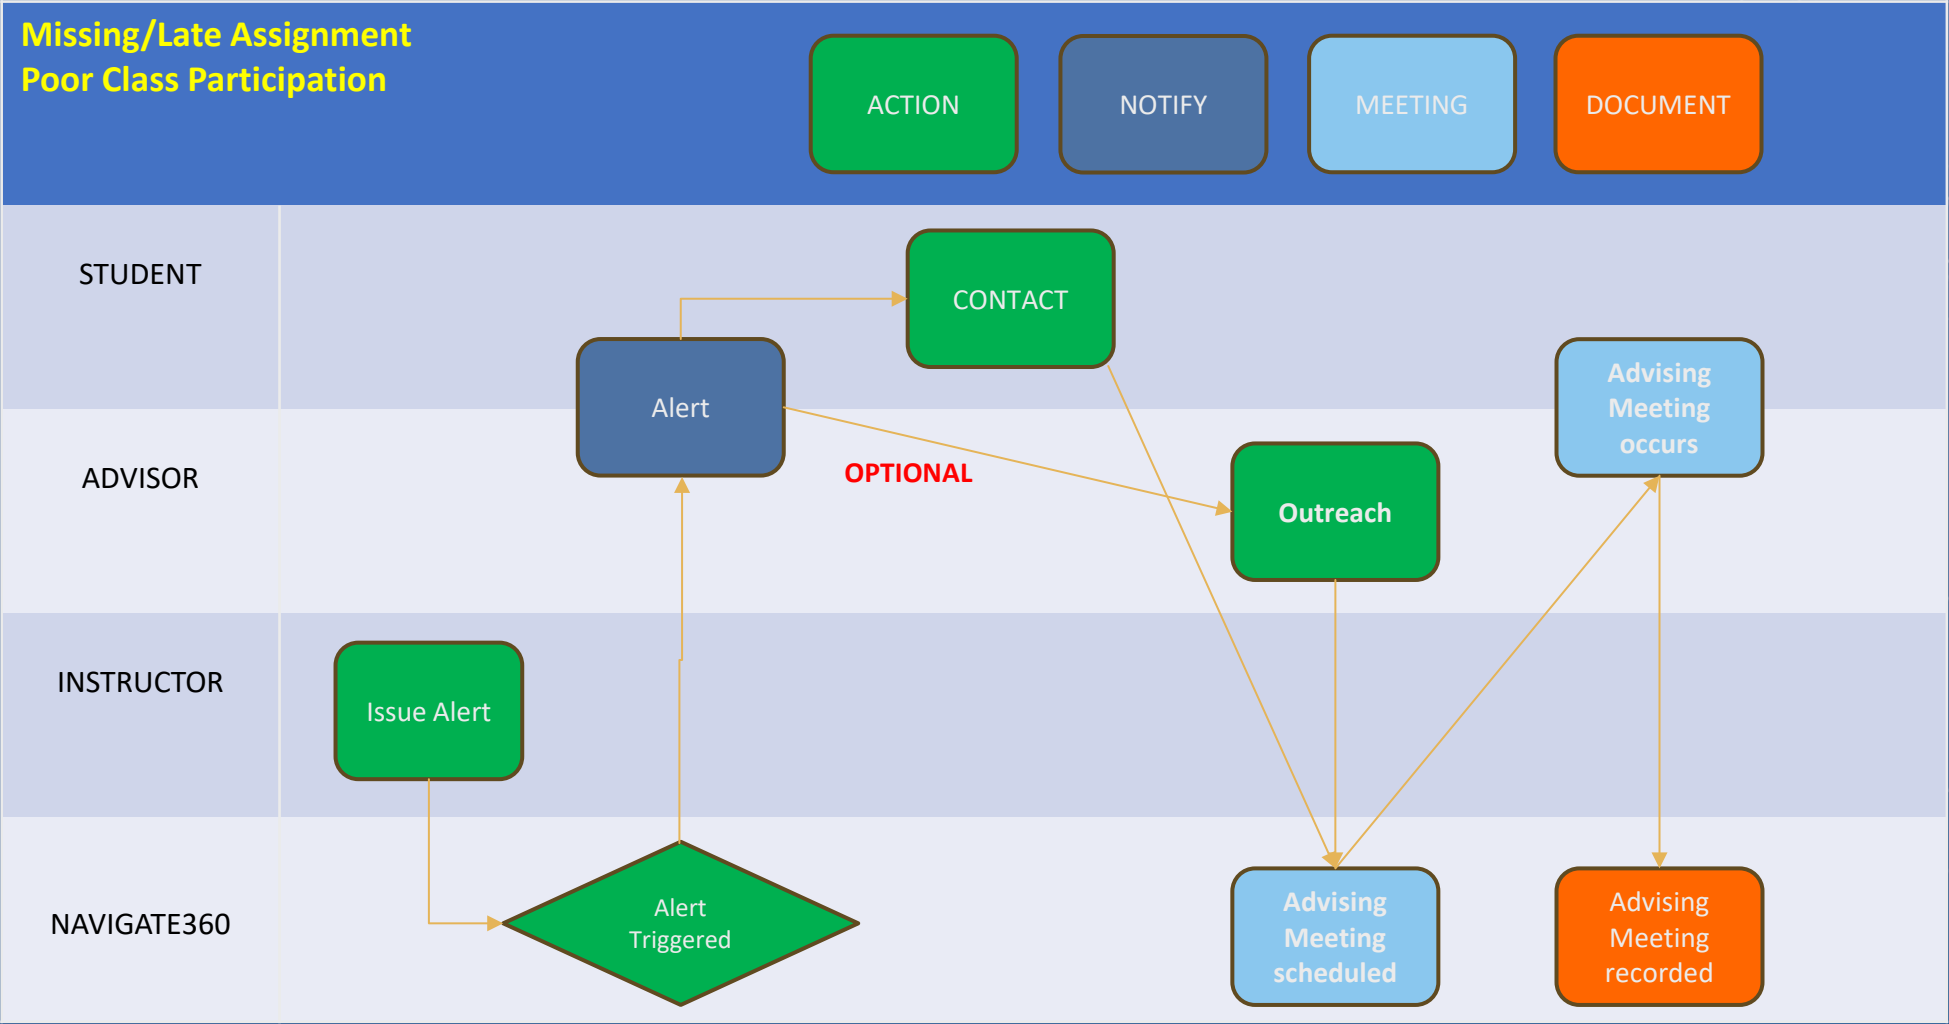 Missing/Late Assignment
Poor Class Participation
ACTION
NOTIFY
MEETING
DOCUMENT
STUDENT
CONTACT
Alert
Advising
Meeting
occurs
ADVISOR
OPTIONAL
Outreach
INSTRUCTOR
Issue Alert
NAVIGATE360
Alert
Triggered
Advising
Meeting
scheduled
Advising
Meeting
recorded